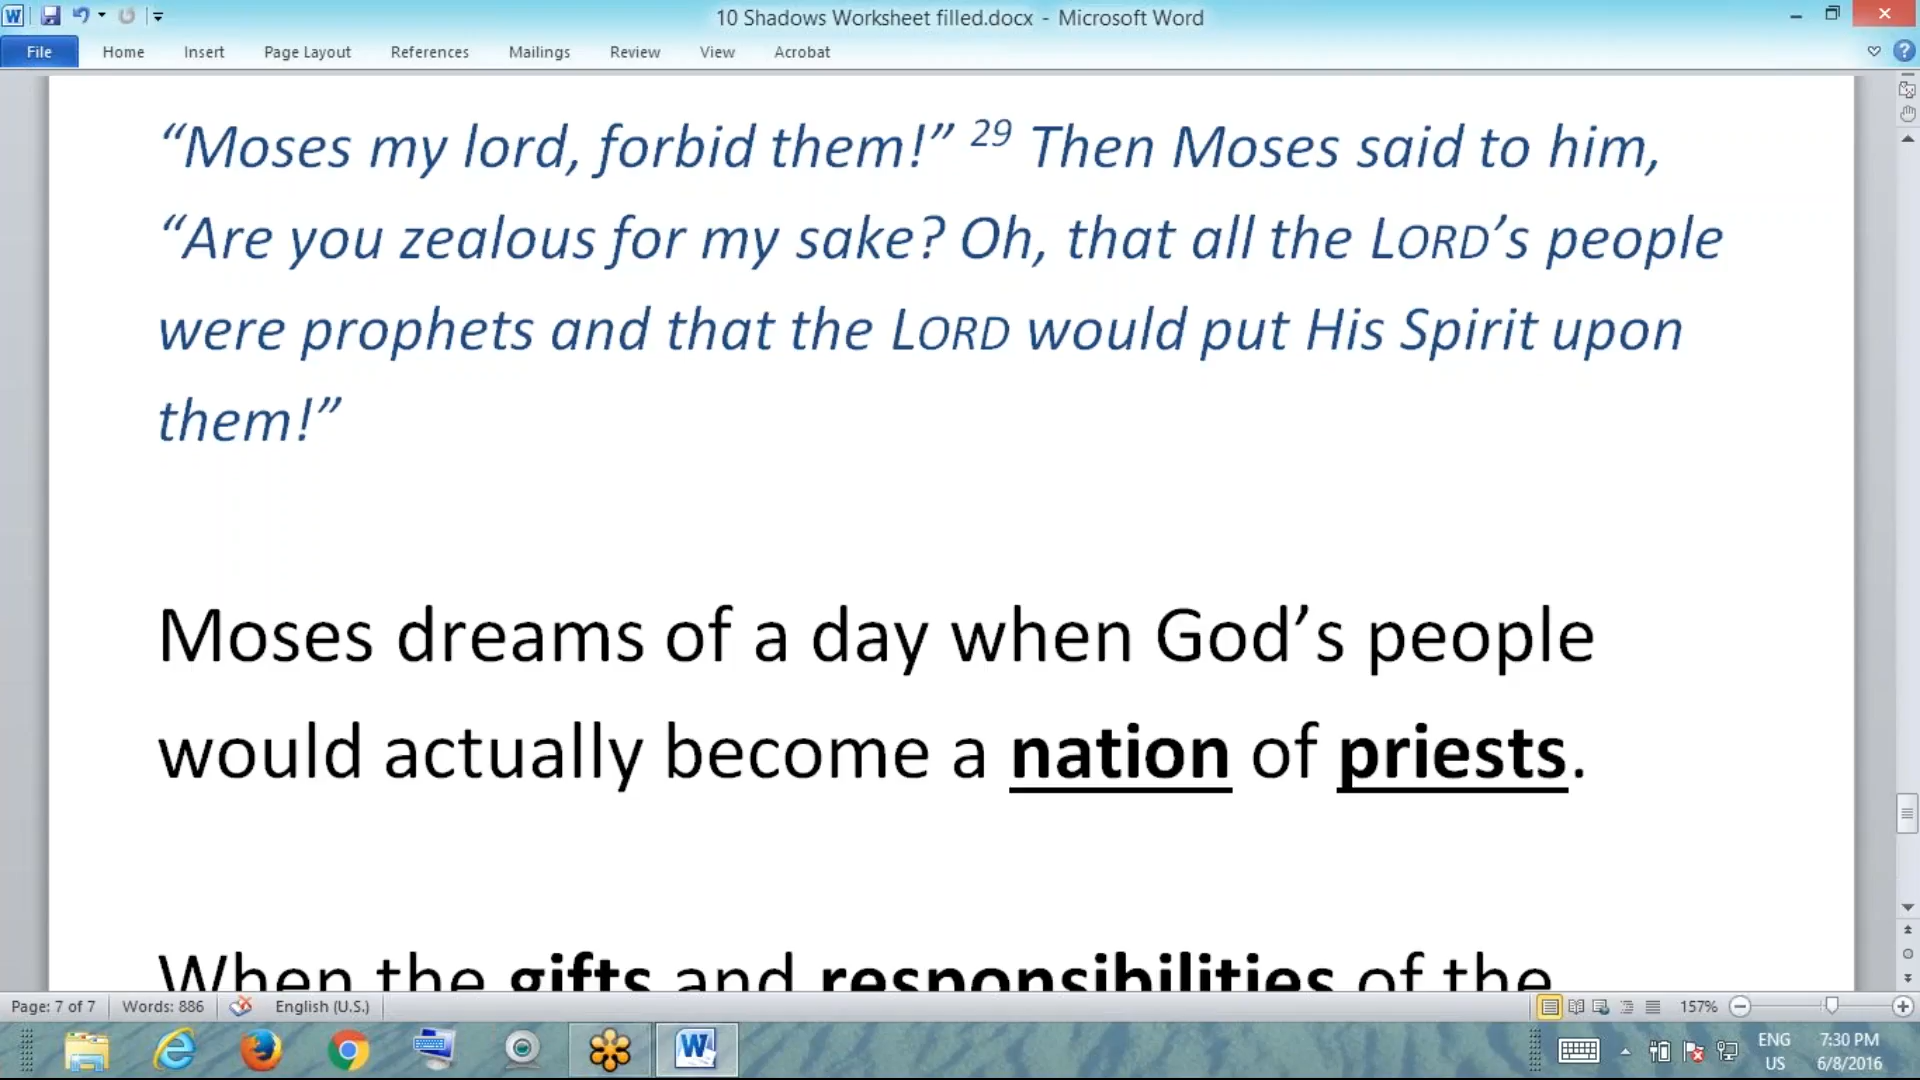 10 Shadows Worksheet filled.docx - Microsoft Word
File Home Insert Page Layout References Mailings Review View Acrobat
“Moses my lord, forbid them!” 29 Then Moses said to him,
“Are you zealous for my sake? Oh, that all the LORD’s people
were prophets and that the LORD would put His Spirit upon
them!”
Moses dreams of a day when God’s people
would actually become a nation of priests.
When the gifts and responsibilities of the
Page: 7 of 7 Words: 886 English (U.S.) 157%
ENG 7:30 PM
US 6/8/2016